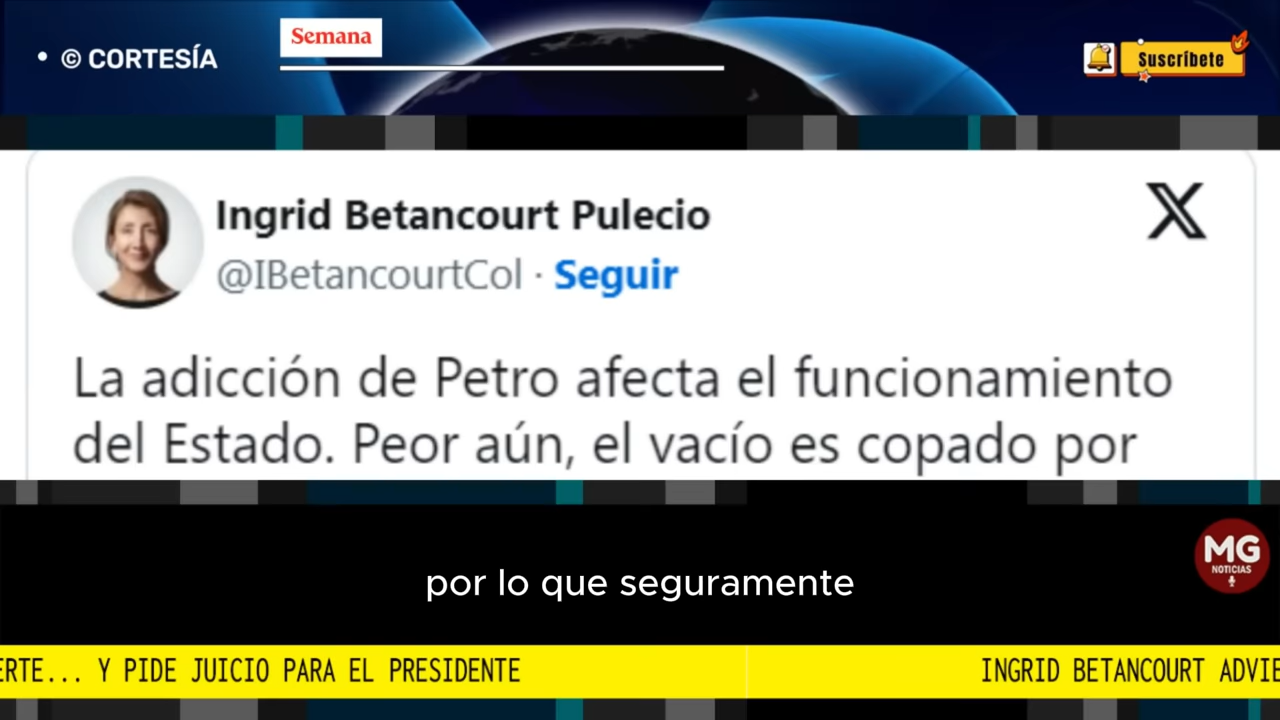 • © CORTESÍA
Semana
Suscríbete
Ingrid Betancourt Pulecio
@IBetancourtCol · Seguir
La adicción de Petro afecta el funcionamiento
del Estado. Peor aún, el vacío es copado por
por lo que seguramente
MG
NOTICIAS
ERTE... Y PIDE JUICIO PARA EL PRESIDENTE
INGRID BETANCOURT ADVIE